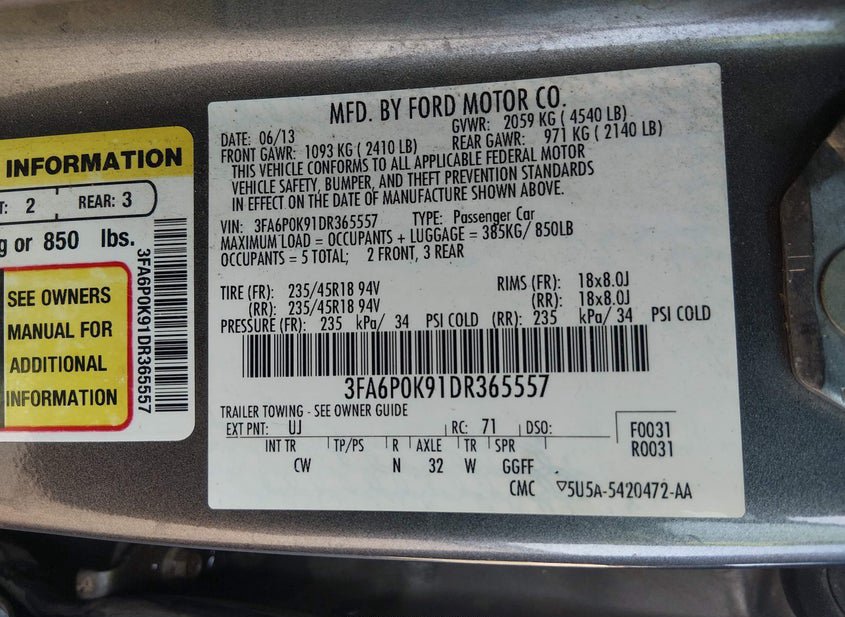 INFORMATION
2 REAR: 3
or 850 lbs.
SEE OWNERS
MANUAL FOR
ADDITIONAL
INFORMATION
3FA6P0K91DR365557
MFD. BY FORD MOTOR CO.
DATE: 06/13 GVWR: 2059 KG ( 4540 LB)
FRONT GAWR: 1093 KG ( 2410 LB) REAR GAWR: 971 KG ( 2140 LB)
THIS VEHICLE CONFORMS TO ALL APPLICABLE FEDERAL MOTOR
VEHICLE SAFETY, BUMPER, AND THEFT PREVENTION STANDARDS
IN EFFECT ON THE DATE OF MANUFACTURE SHOWN ABOVE.
VIN: 3FA6P0K91DR365557 TYPE: Passenger Car
MAXIMUM LOAD = OCCUPANTS + LUGGAGE = 385KG/ 850LB
OCCUPANTS = 5 TOTAL; 2 FRONT, 3 REAR
TIRE (FR): 235/45R18 94V RIMS (FR): 18x8.0J
(RR): 235/45R18 94V (RR): 18x8.0J
PRESSURE (FR): 235 kPa/ 34 PSI COLD (RR): 235 kPa/ 34 PSI COLD
3FA6P0K91DR365557
TRAILER TOWING - SEE OWNER GUIDE
EXT PNT: UJ RC: 71 DSO: F0031
INT TR TP/PS R AXLE TR SPR R0031
CW N 32 W GGFF
CMC ▽5U5A-5420472-AA